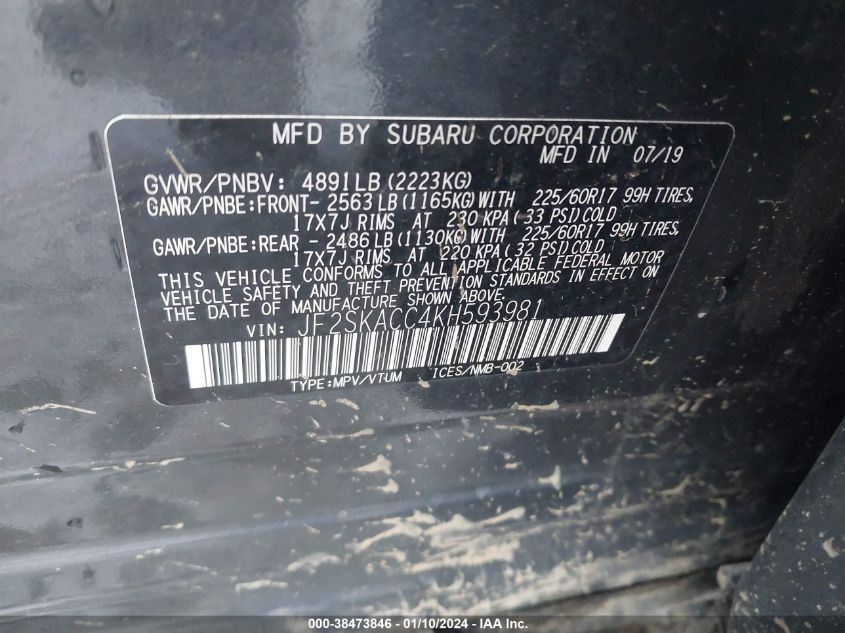 MFD BY SUBARU CORPORATION
MFD IN 07/19
GVWR/PNBV: 4891LB(2223KG)
GAWR/PNBE:FRONT- 2563LB(1165KG)WITH 225/60R17 99H TIRES,
17X7J RIMS AT 230 KPA(33 PSI)COLD
GAWR/PNBE:REAR - 2486LB(1130KG)WITH 225/60R17 99H TIRES,
17X7J RIMS AT 220 KPA(32 PSI)COLD
THIS VEHICLE CONFORMS TO ALL APPLICABLE FEDERAL MOTOR
VEHICLE SAFETY AND THEFT PREVENTION STANDARDS IN EFFECT ON
THE DATE OF MANUFACTURE SHOWN ABOVE.
VIN: JF2SKACC4KH593981
TYPE:MPV/VTUM ICES/NMB-002
000-38473846 - 01/10/2024 - IAA, Inc.